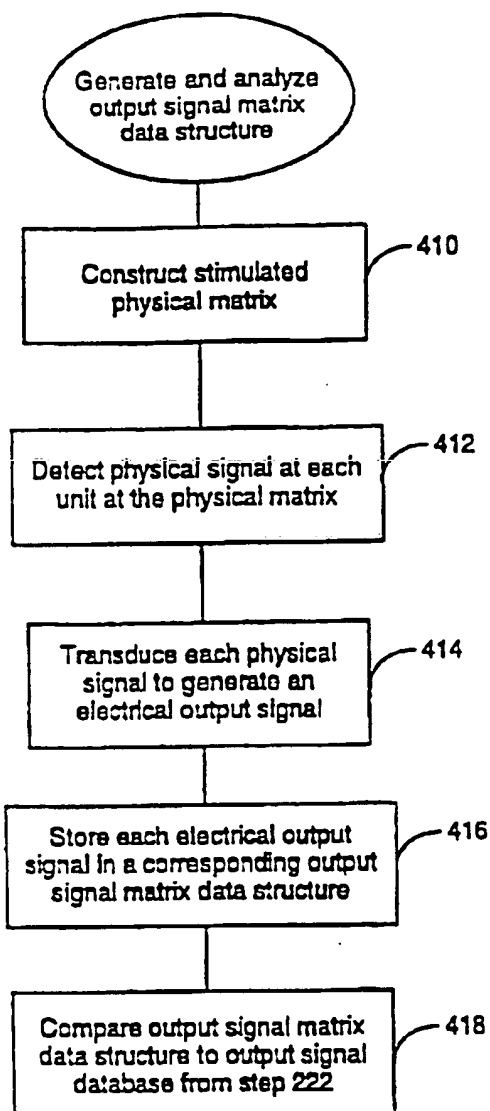 Generate and analyze
output signal matrix
data structure
410
Construct stimulated
physical matrix
412
Detect physical signal at each
unit at the physical matrix
414
Transduce each physical
signal to generate an
electrical output signal
416
Store each electrical output
signal in a corresponding output
signal matrix data structure
418
Compare output signal matrix
data structure to output signal
database from step 222